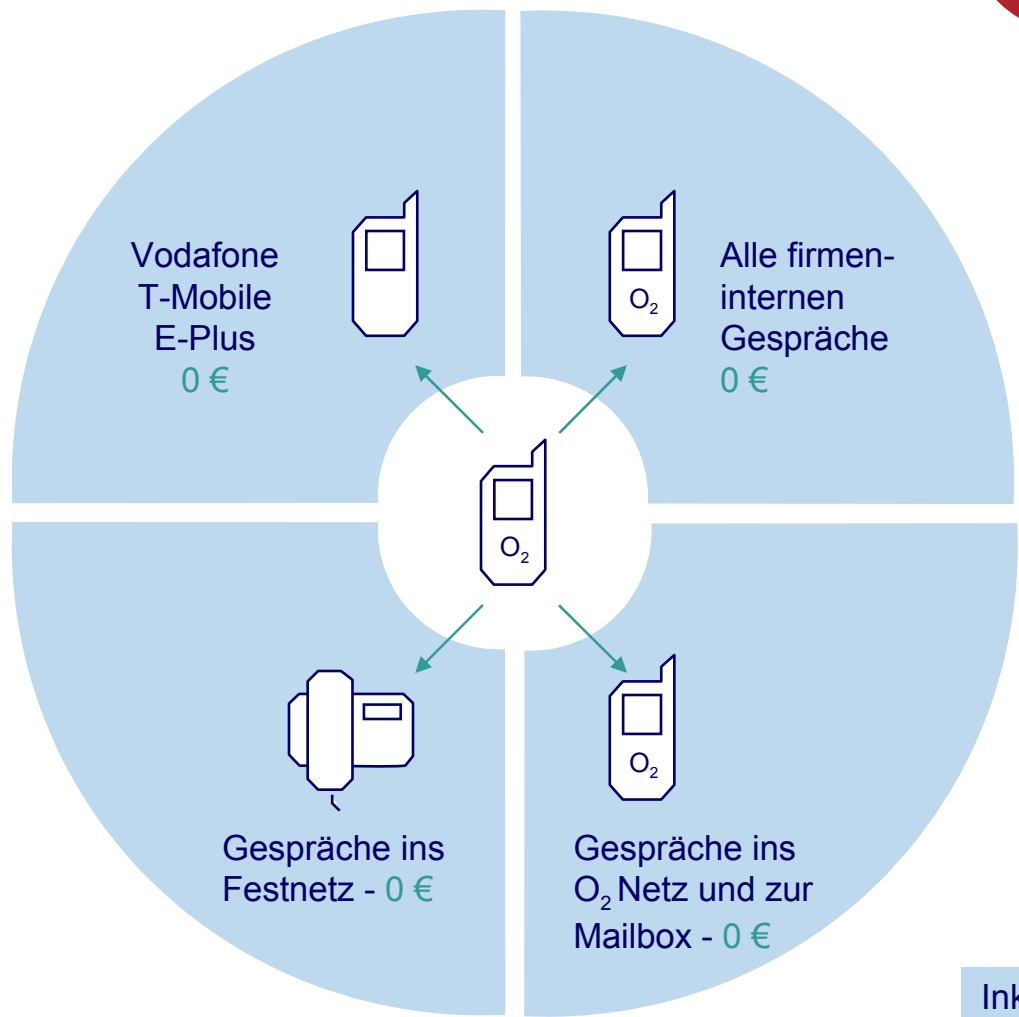 Vodafone
T-Mobile
E-Plus
0 €
O₂
Alle firmen-
internen
Gespräche
0 €
O₂
Gespräche ins
Festnetz - 0 €
O₂
Gespräche ins
O₂ Netz und zur
Mailbox - 0 €